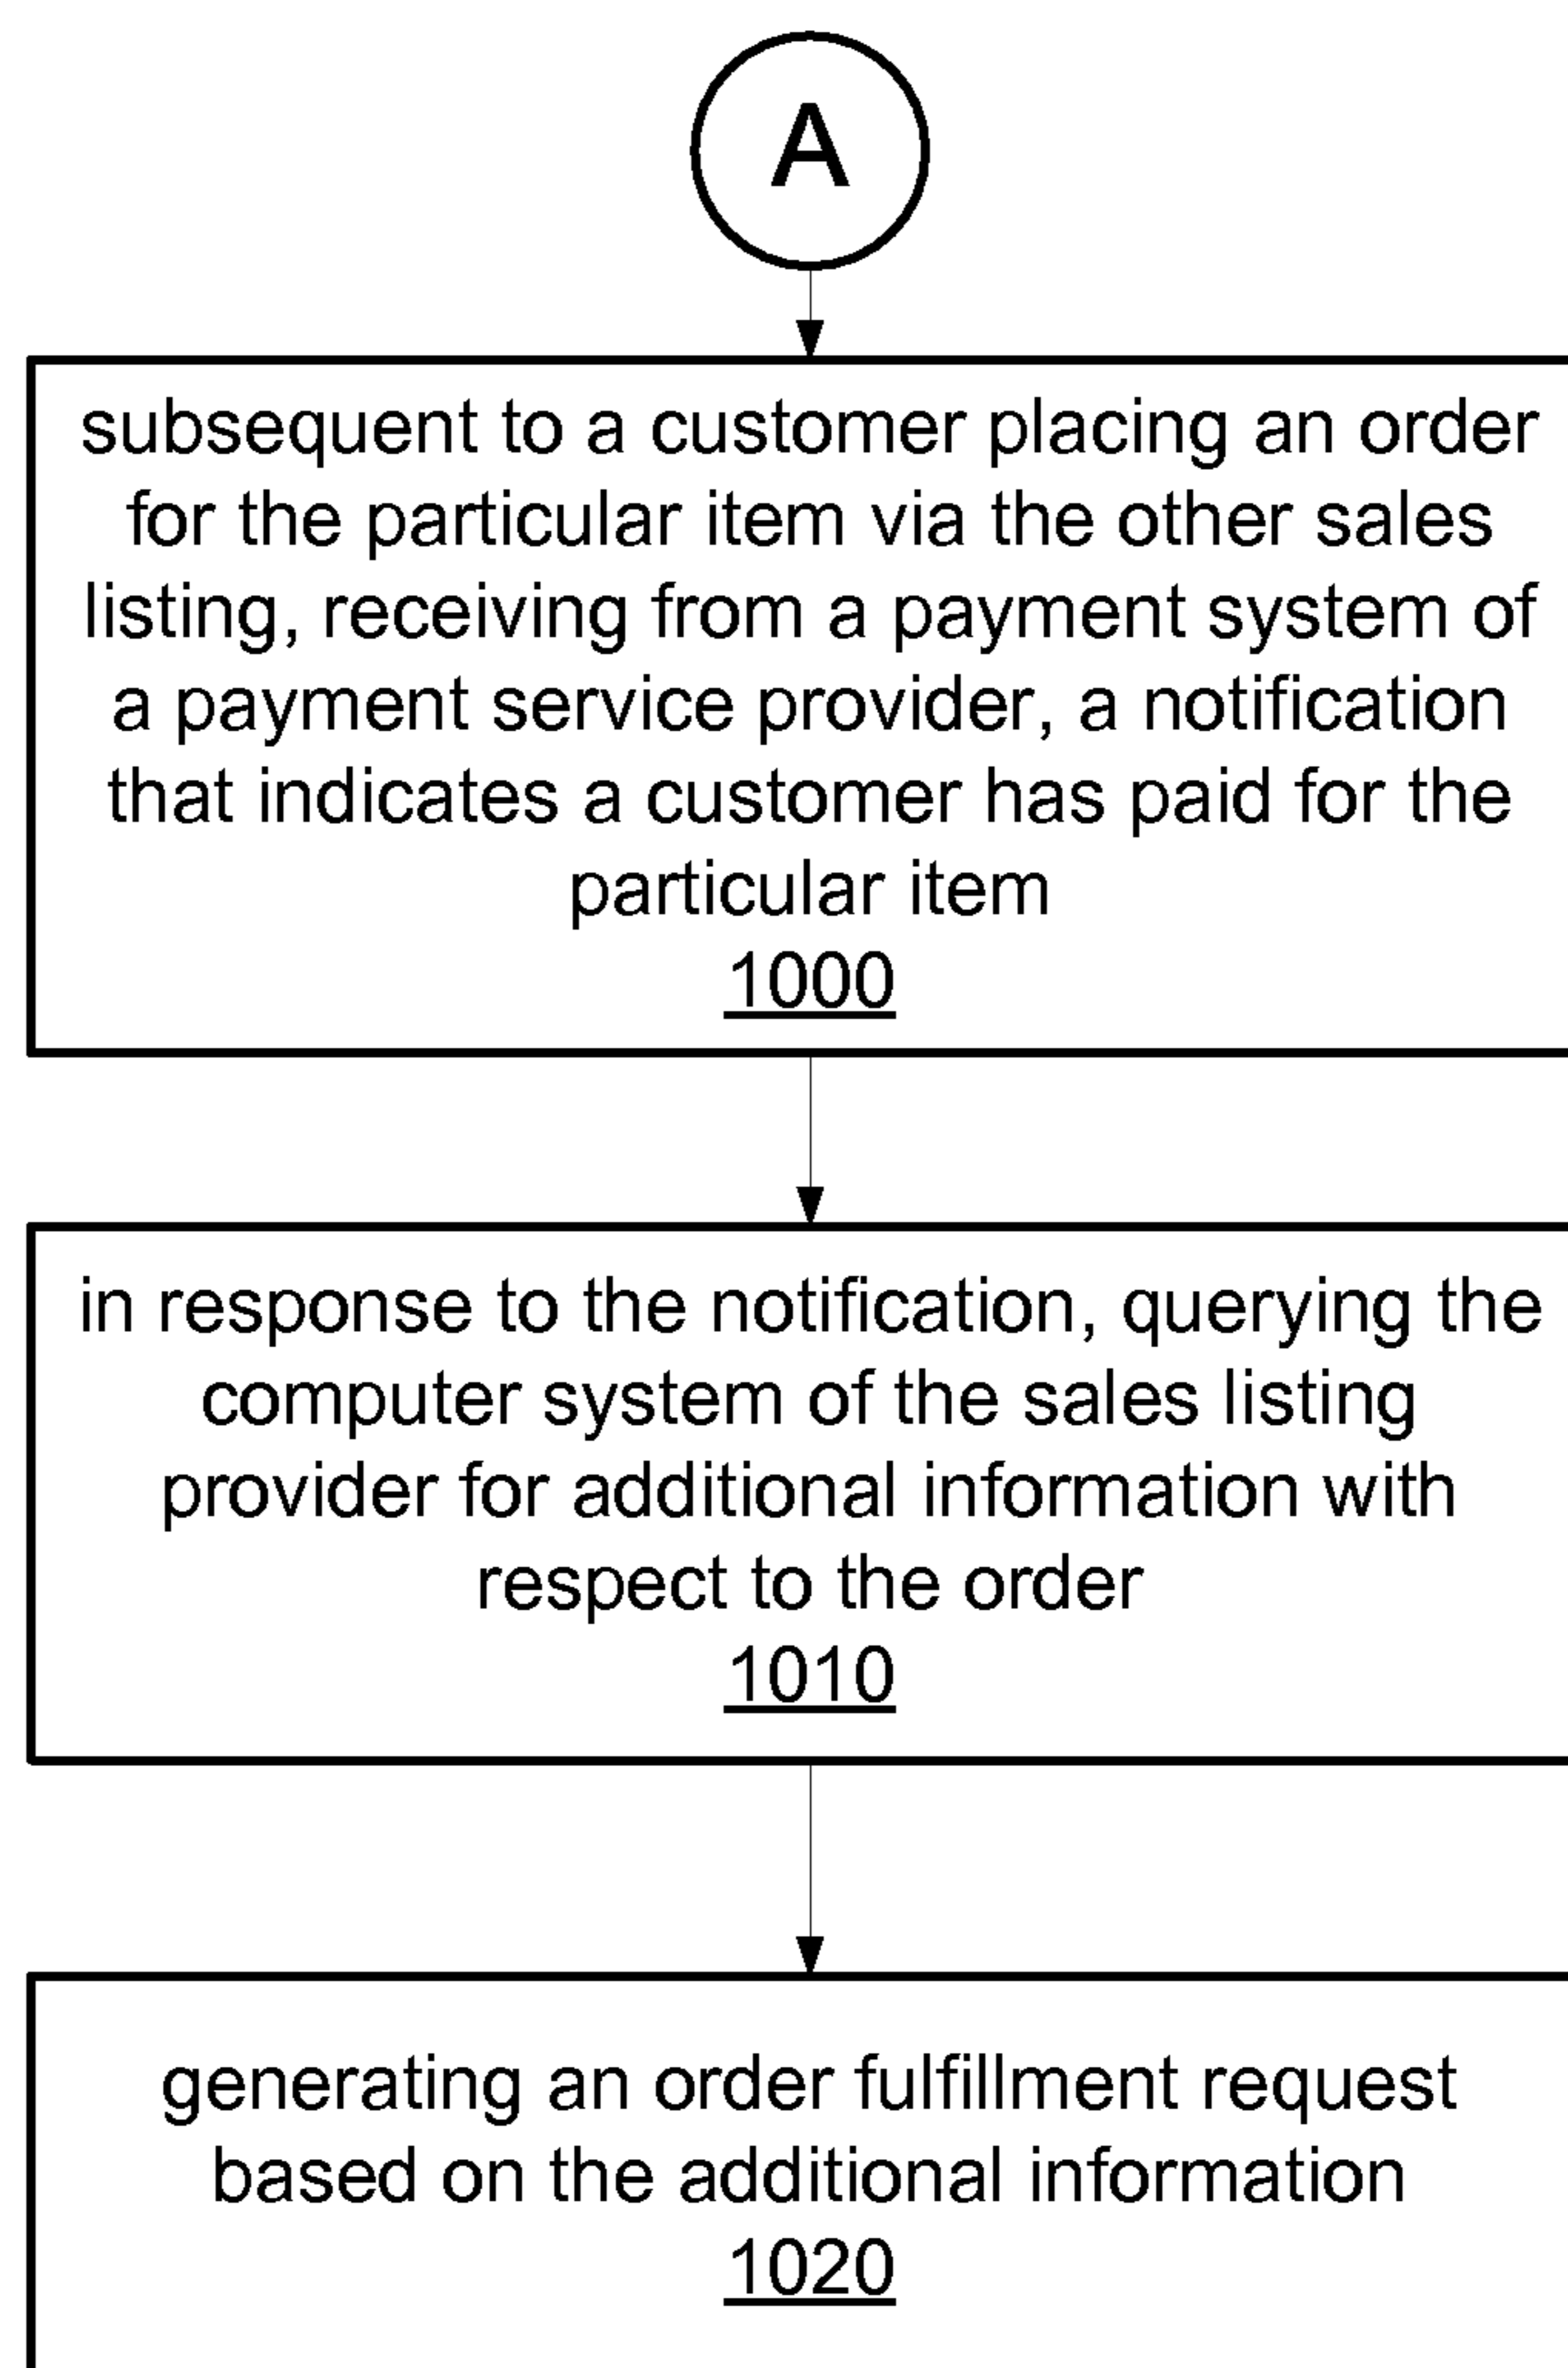 A
subsequent to a customer placing an order
for the particular item via the other sales
listing, receiving from a payment system of
a payment service provider, a notification
that indicates a customer has paid for the
particular item
1000
in response to the notification, querying the
computer system of the sales listing
provider for additional information with
respect to the order
1010
generating an order fulfillment request
based on the additional information
1020